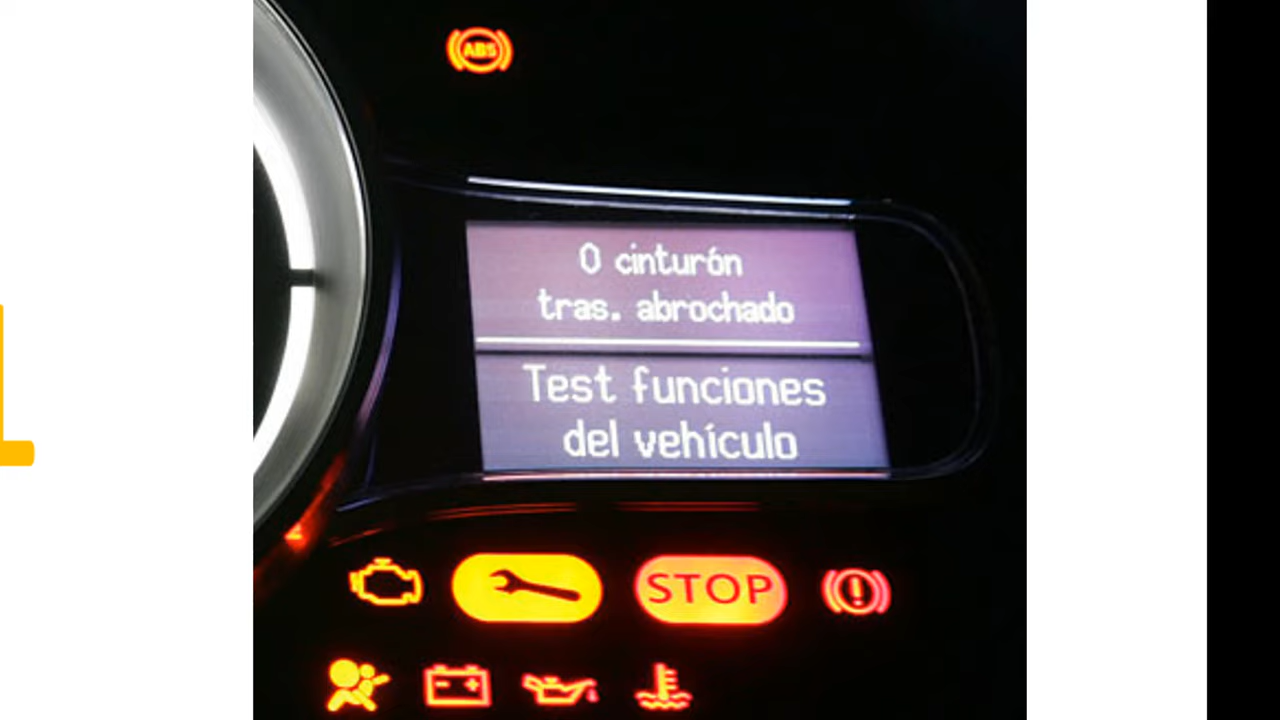 ABS
0 cinturón
tras. abrochado
Test funciones
del vehículo
STOP